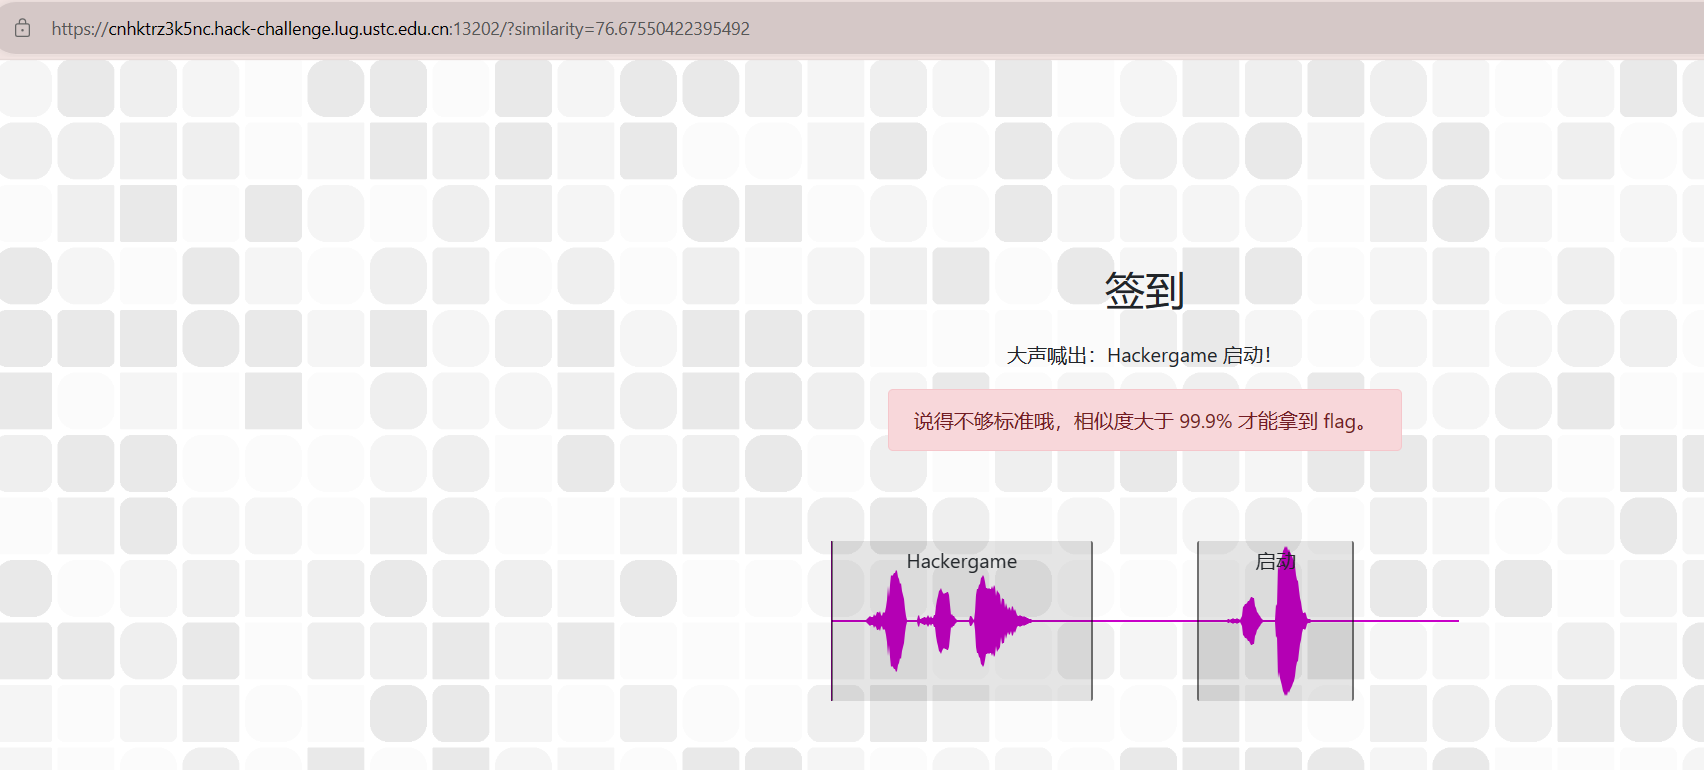 https://cnhktrz3k5nc.hack-challenge.lug.ustc.edu.cn:13202/?similarity=76.67550422395492
签到
大声喊出：Hackergame 启动！
说得不够标准哦，相似度大于 99.9% 才能拿到 flag。
Hackergame
启动